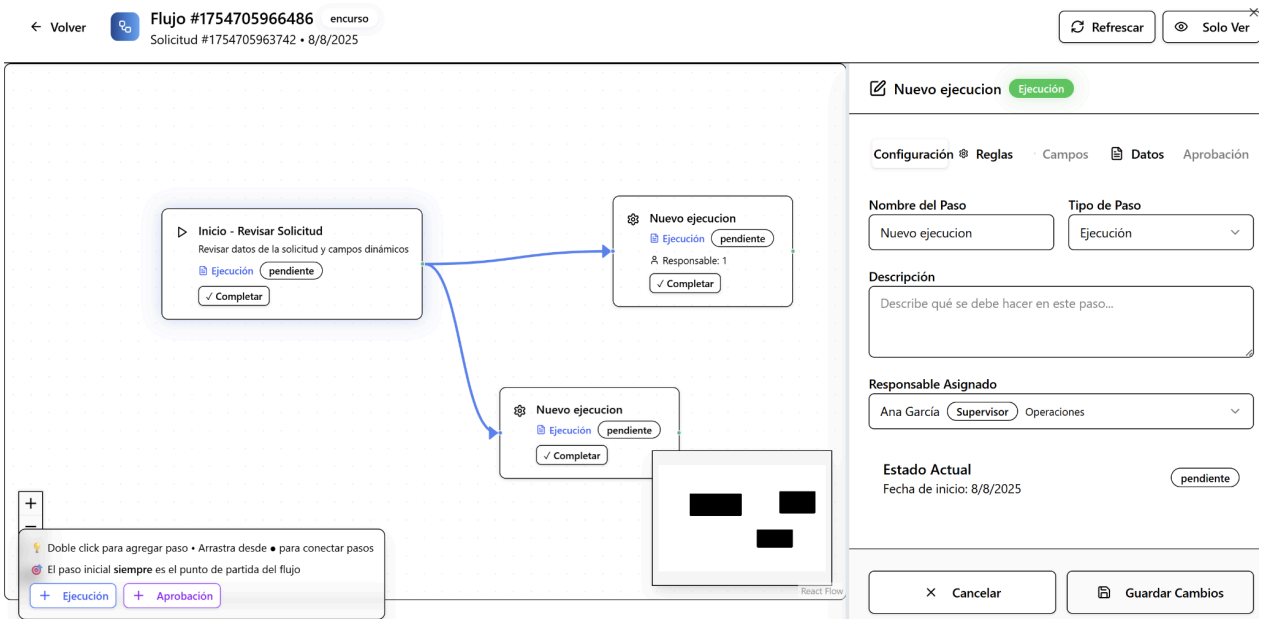 Volver
Flujo #1754705966486 encurso
Solicitud #1754705963742 • 8/8/2025
Refrescar
Solo Ver
Inicio - Revisar Solicitud
Revisar datos de la solicitud y campos dinámicos
Ejecución pendiente
✓ Completar
Nuevo ejecucion
Ejecución pendiente
Responsable: 1
✓ Completar
Nuevo ejecucion
Ejecución pendiente
✓ Completar
Doble click para agregar paso • Arrastra desde ● para conectar pasos
El paso inicial siempre es el punto de partida del flujo
+ Ejecución
+ Aprobación
React Flow
Nuevo ejecucion Ejecución
Configuración Reglas Campos Datos Aprobación
Nombre del Paso
Nuevo ejecucion
Tipo de Paso
Ejecución
Descripción
Describe qué se debe hacer en este paso...
Responsable Asignado
Ana García Supervisor Operaciones
Estado Actual
Fecha de inicio: 8/8/2025
pendiente
Cancelar
Guardar Cambios